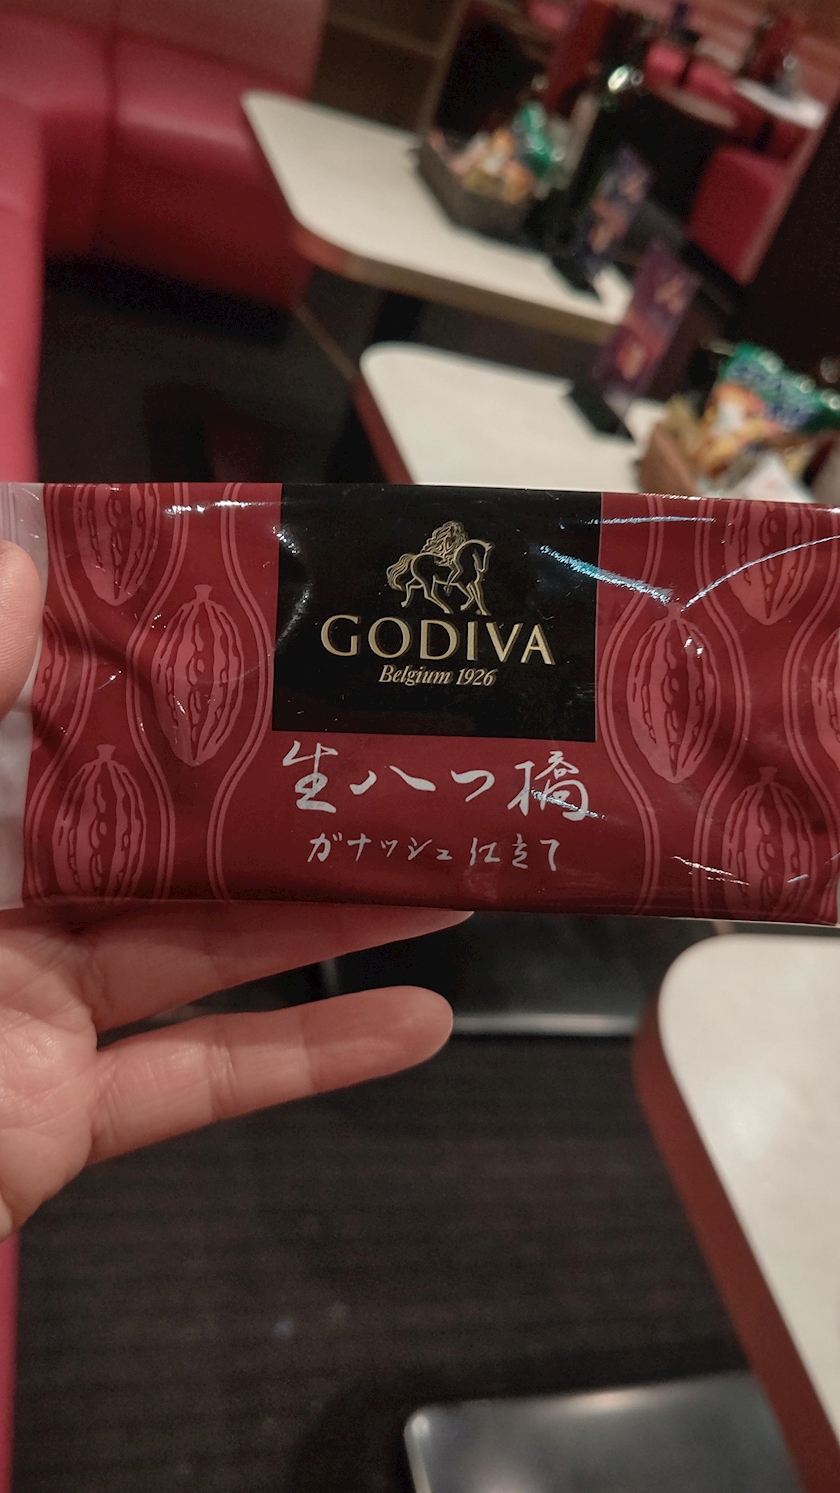 GODIVA
Belgium 1926
生八つ橋
ガナッシュ仕立て